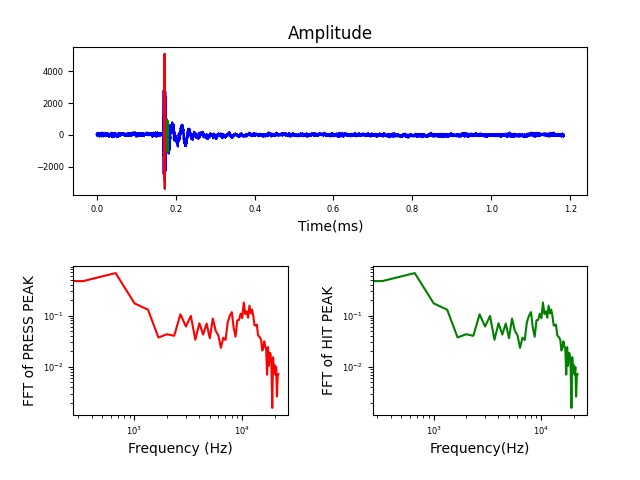 Amplitude
4000
2000
0
−2000
0.0 0.2 0.4 0.6 0.8 1.0 1.2
Time(ms)
FFT of PRESS PEAK
10⁻¹
10⁻²
10³ 10⁴
Frequency (Hz)
FFT of HIT PEAK
10⁻¹
10⁻²
10³ 10⁴
Frequency(Hz)